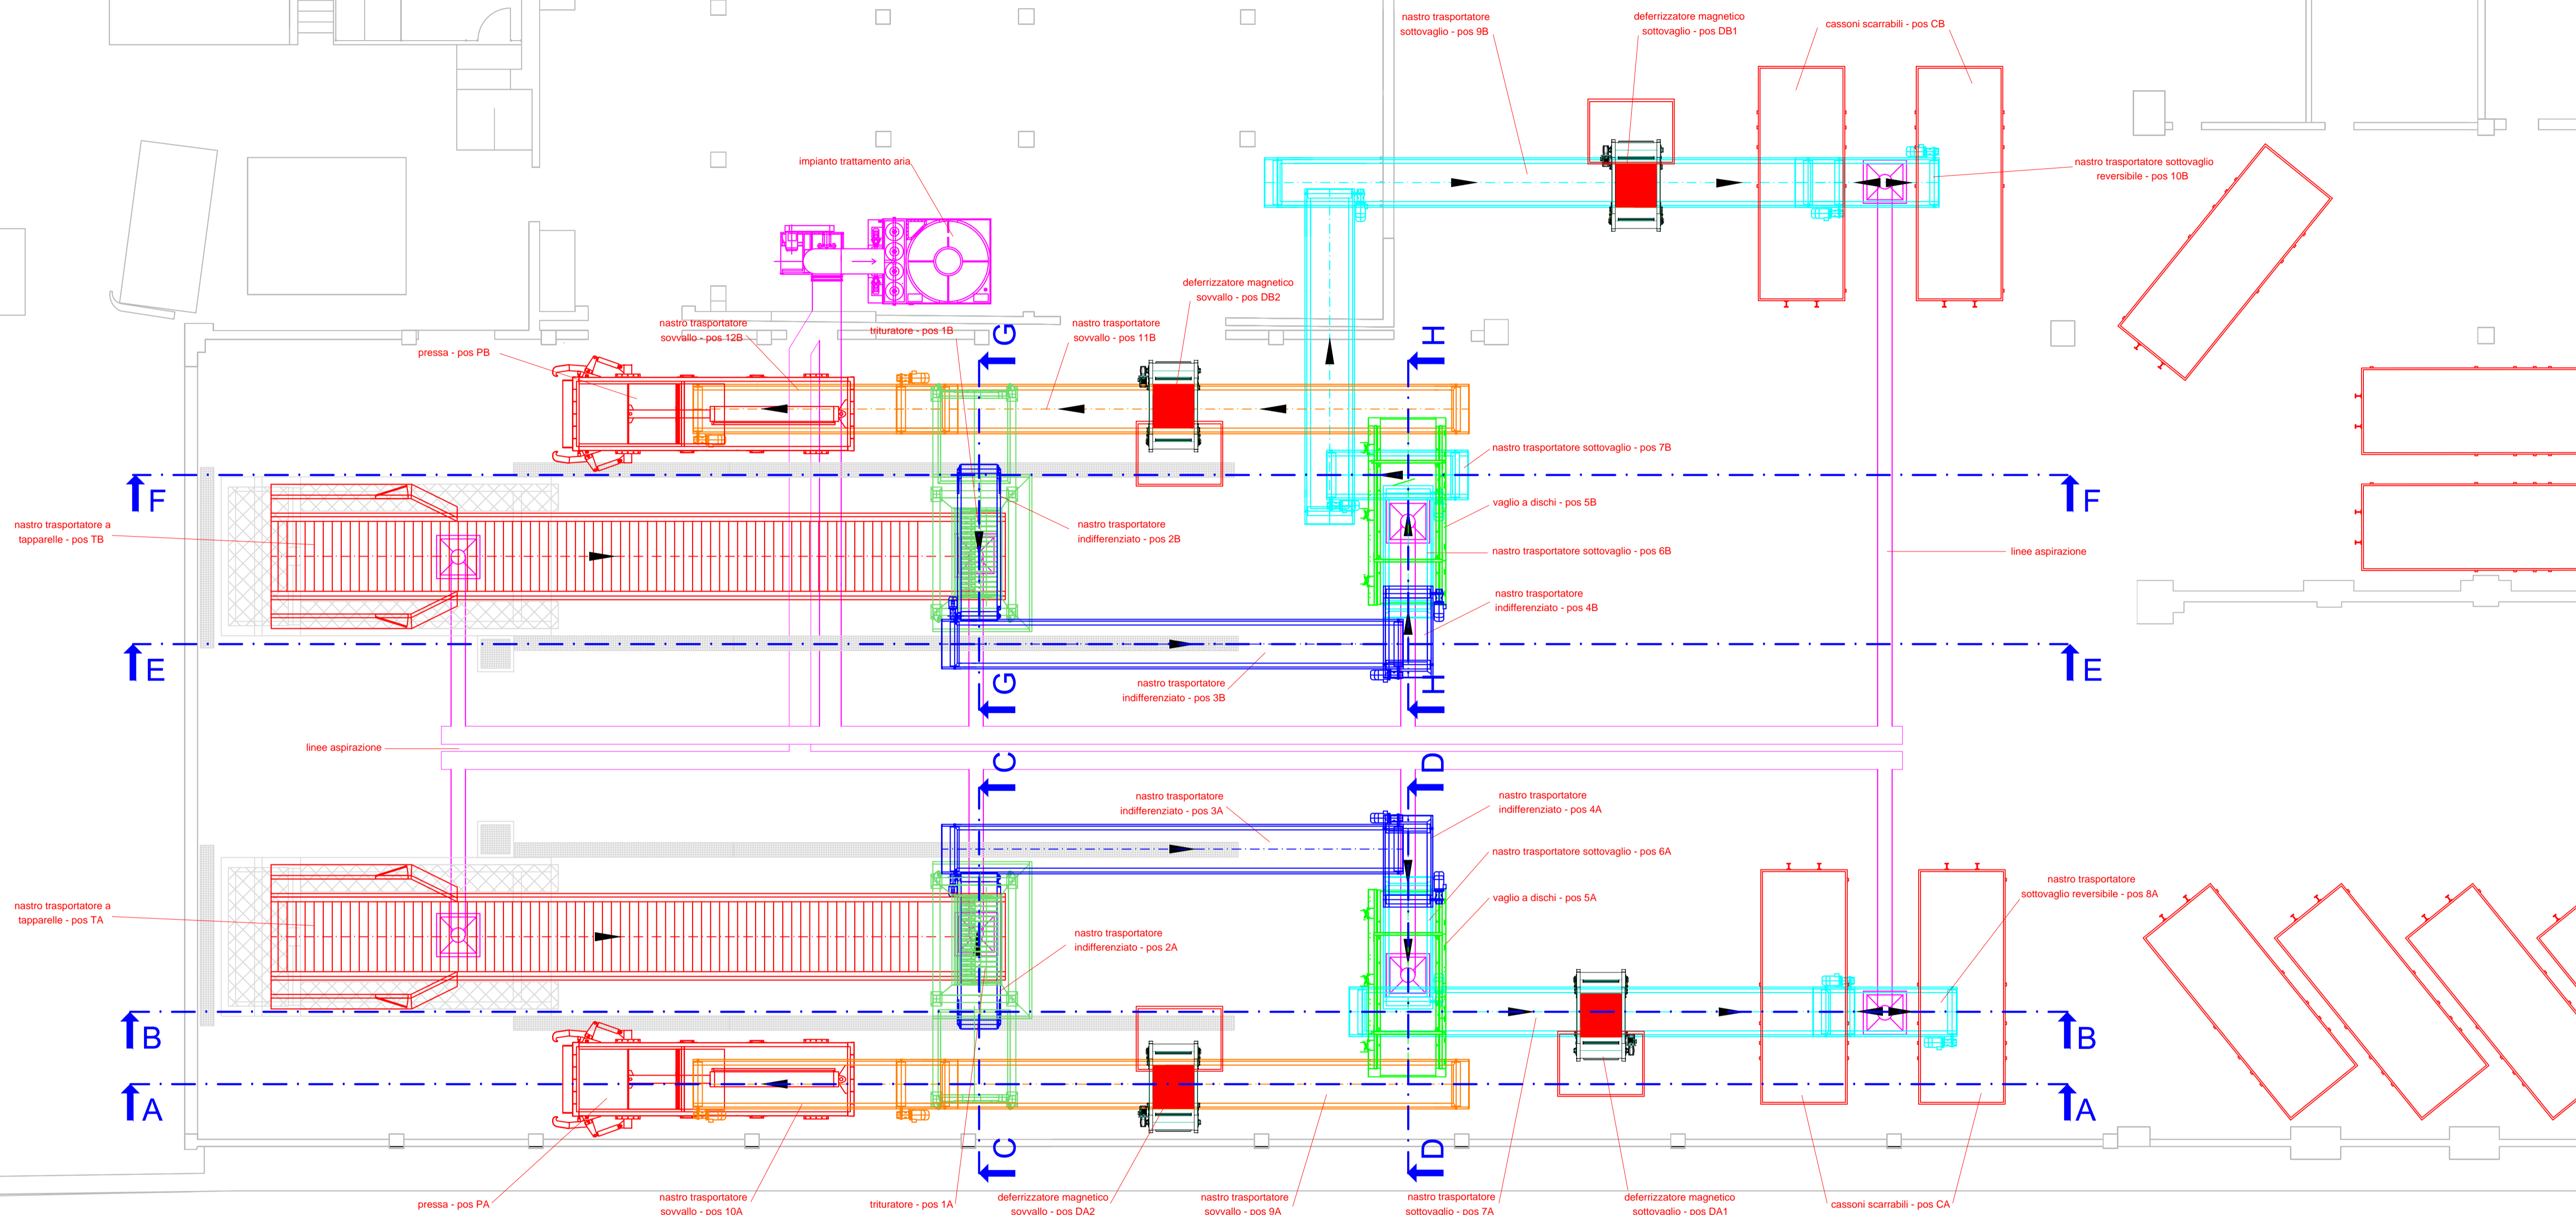 nastro trasportatore
sottovaglio - pos 9B
deferrizzatore magnetico
sottovaglio - pos DB1
cassoni scarrabili - pos CB
impianto trattamento aria
nastro trasportatore sottovaglio
reversibile - pos 10B
deferrizzatore magnetico
sovvallo - pos DB2
nastro trasportatore
sovvallo - pos 12B
trituratore - pos 1B
G
nastro trasportatore
sovvallo - pos 11B
H
pressa - pos PB
nastro trasportatore sottovaglio - pos 7B
F
F
vaglio a dischi - pos 5B
nastro trasportatore a
tapparelle - pos TB
nastro trasportatore
indifferenziato - pos 2B
nastro trasportatore sottovaglio - pos 6B
linee aspirazione
nastro trasportatore
indifferenziato - pos 4B
E
E
nastro trasportatore
indifferenziato - pos 3B
G
H
linee aspirazione
C
D
nastro trasportatore
indifferenziato - pos 3A
nastro trasportatore
indifferenziato - pos 4A
nastro trasportatore sottovaglio - pos 6A
nastro trasportatore
sottovaglio reversibile - pos 8A
vaglio a dischi - pos 5A
nastro trasportatore a
tapparelle - pos TA
nastro trasportatore
indifferenziato - pos 2A
B
B
A
A
C
D
pressa - pos PA
nastro trasportatore
sovvallo - pos 10A
trituratore - pos 1A
deferrizzatore magnetico
sovvallo - pos DA2
nastro trasportatore
sovvallo - pos 9A
nastro trasportatore
sottovaglio - pos 7A
deferrizzatore magnetico
sottovaglio - pos DA1
cassoni scarrabili - pos CA